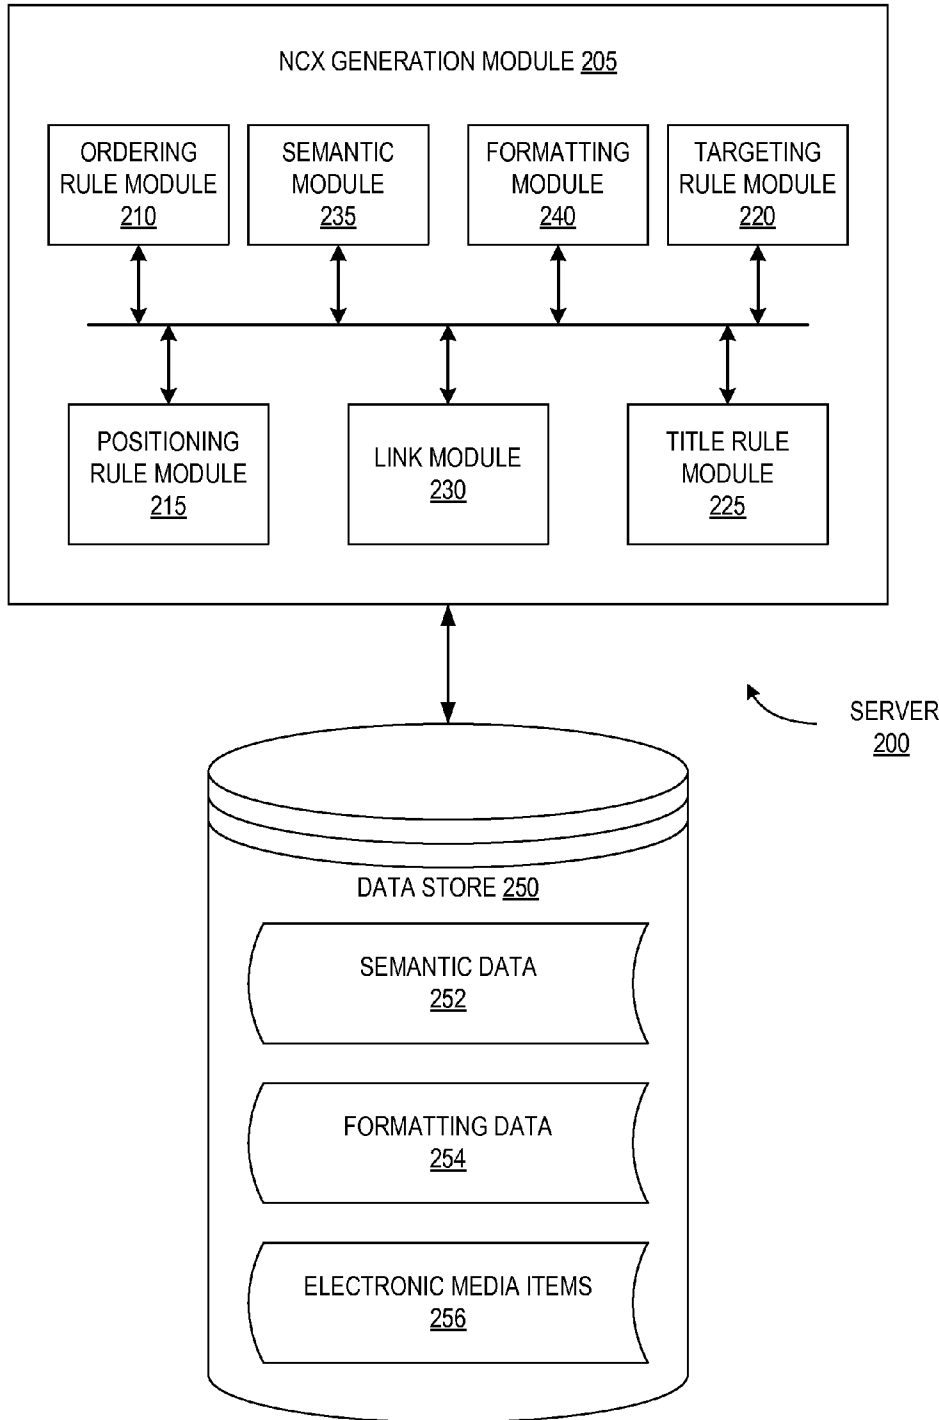 NCX GENERATION MODULE 205
ORDERING
RULE MODULE
210
SEMANTIC
MODULE
235
FORMATTING
MODULE
240
TARGETING
RULE MODULE
220
POSITIONING
RULE MODULE
215
LINK MODULE
230
TITLE RULE
MODULE
225
SERVER
200
DATA STORE 250
SEMANTIC DATA
252
FORMATTING DATA
254
ELECTRONIC MEDIA ITEMS
256